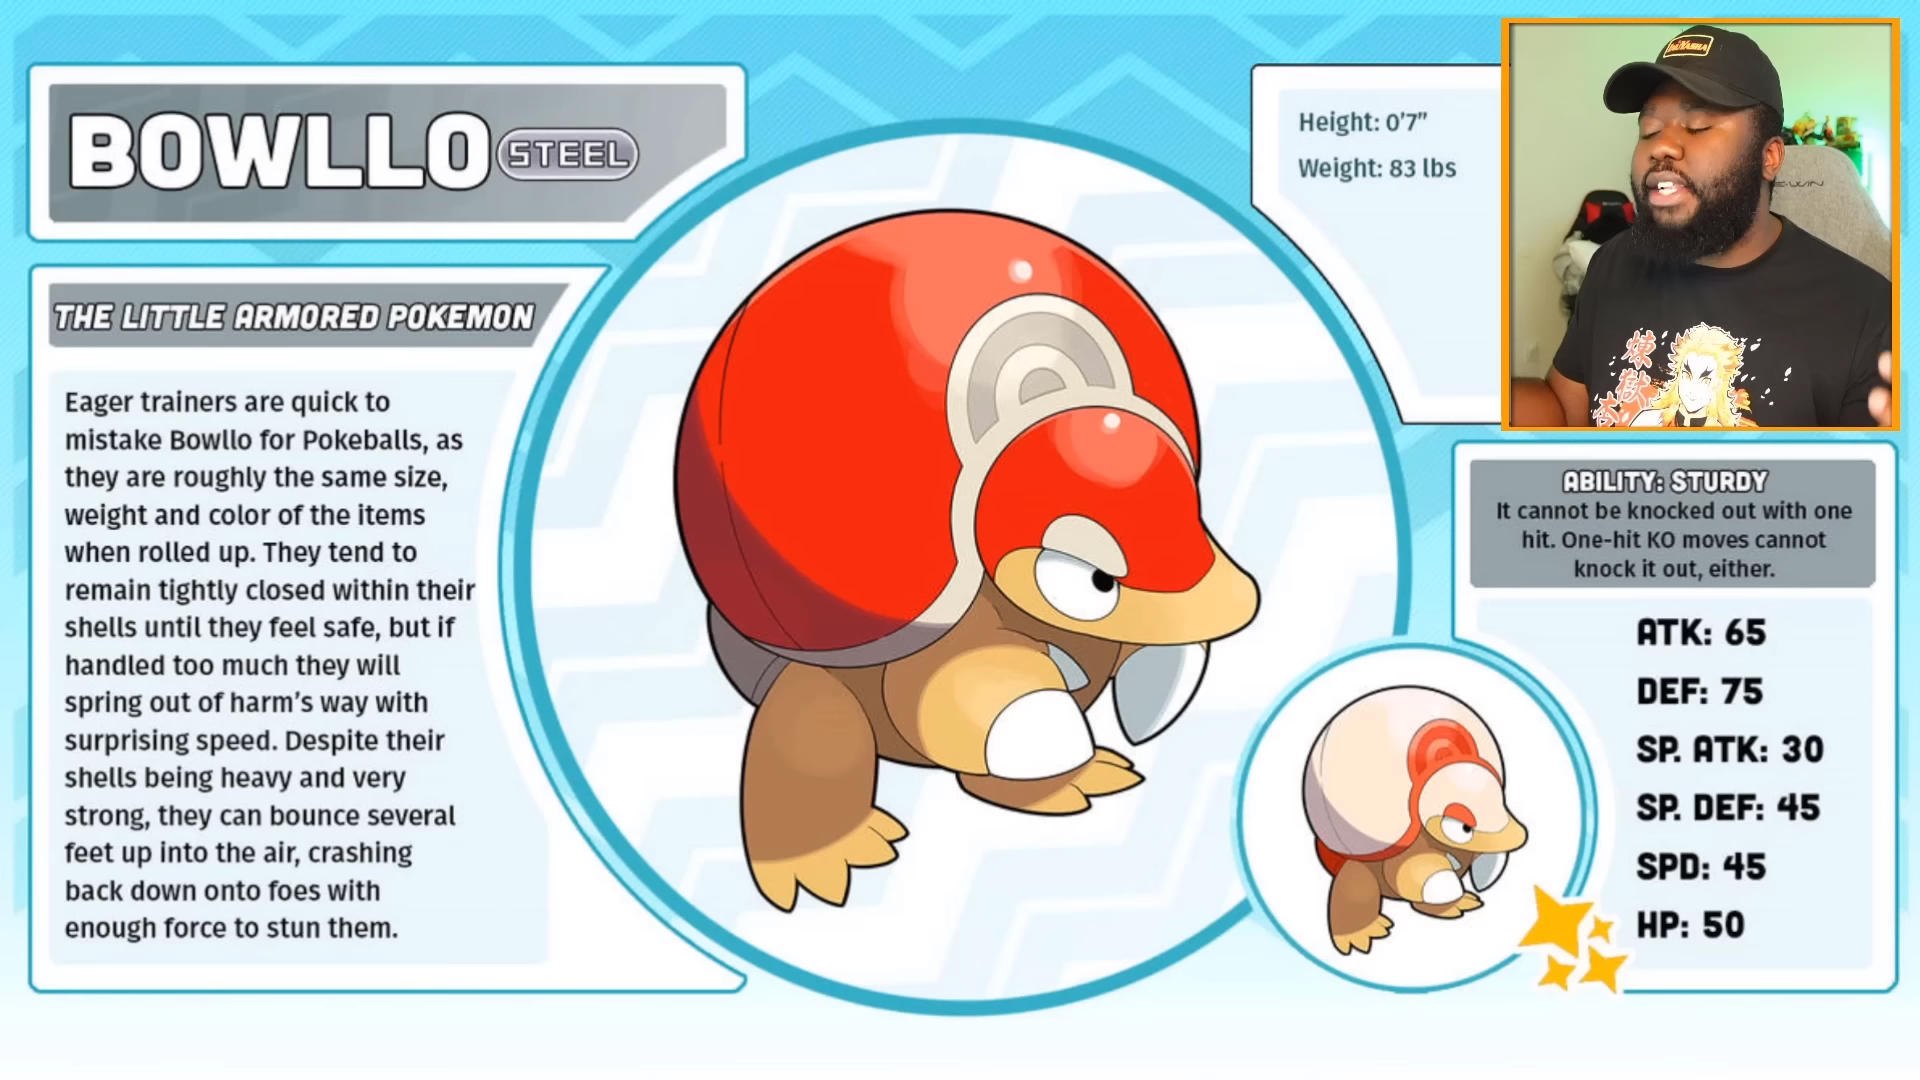 BOWLLO STEEL
THE LITTLE ARMORED POKEMON
Eager trainers are quick to
mistake Bowllo for Pokeballs, as
they are roughly the same size,
weight and color of the items
when rolled up. They tend to
remain tightly closed within their
shells until they feel safe, but if
handled too much they will
spring out of harm's way with
surprising speed. Despite their
shells being heavy and very
strong, they can bounce several
feet up into the air, crashing
back down onto foes with
enough force to stun them.
Height: 0'7"
Weight: 83 lbs
煉
獄
ABILITY: STURDY
It cannot be knocked out with one
hit. One-hit KO moves cannot
knock it out, either.
ATK: 65
DEF: 75
SP. ATK: 30
SP. DEF: 45
SPD: 45
HP: 50